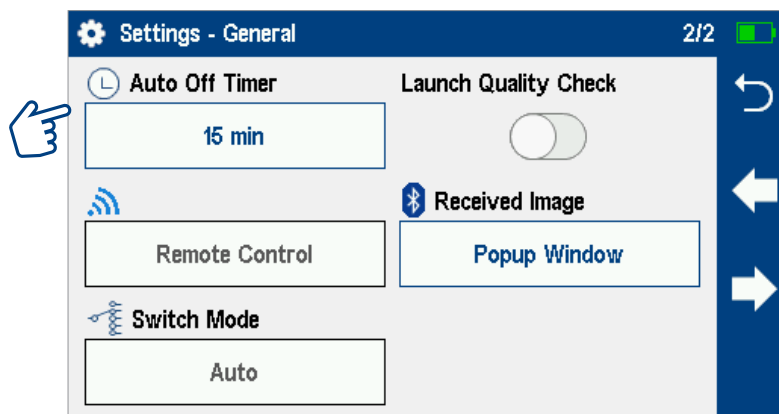 Settings - General 2/2
Auto Off Timer
15 min
Launch Quality Check
Remote Control
Received Image
Popup Window
Switch Mode
Auto